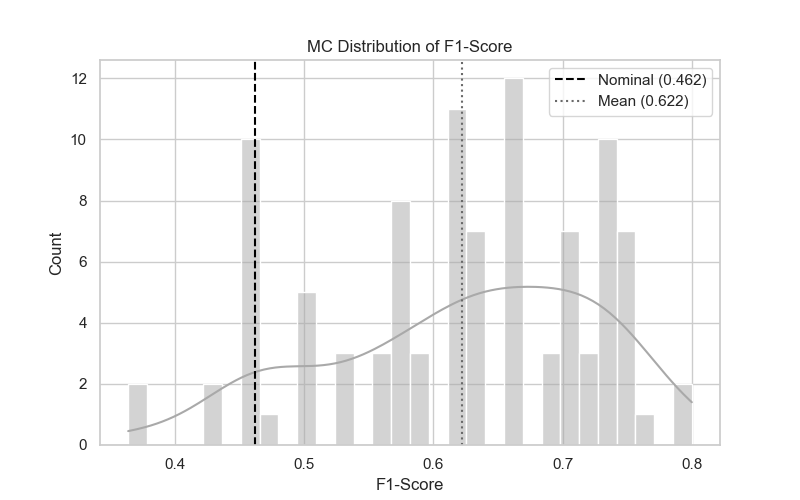 MC Distribution of F1-Score
Nominal (0.462)
Mean (0.622)
Count
12
10
8
6
4
2
0
0.4 0.5 0.6 0.7 0.8
F1-Score